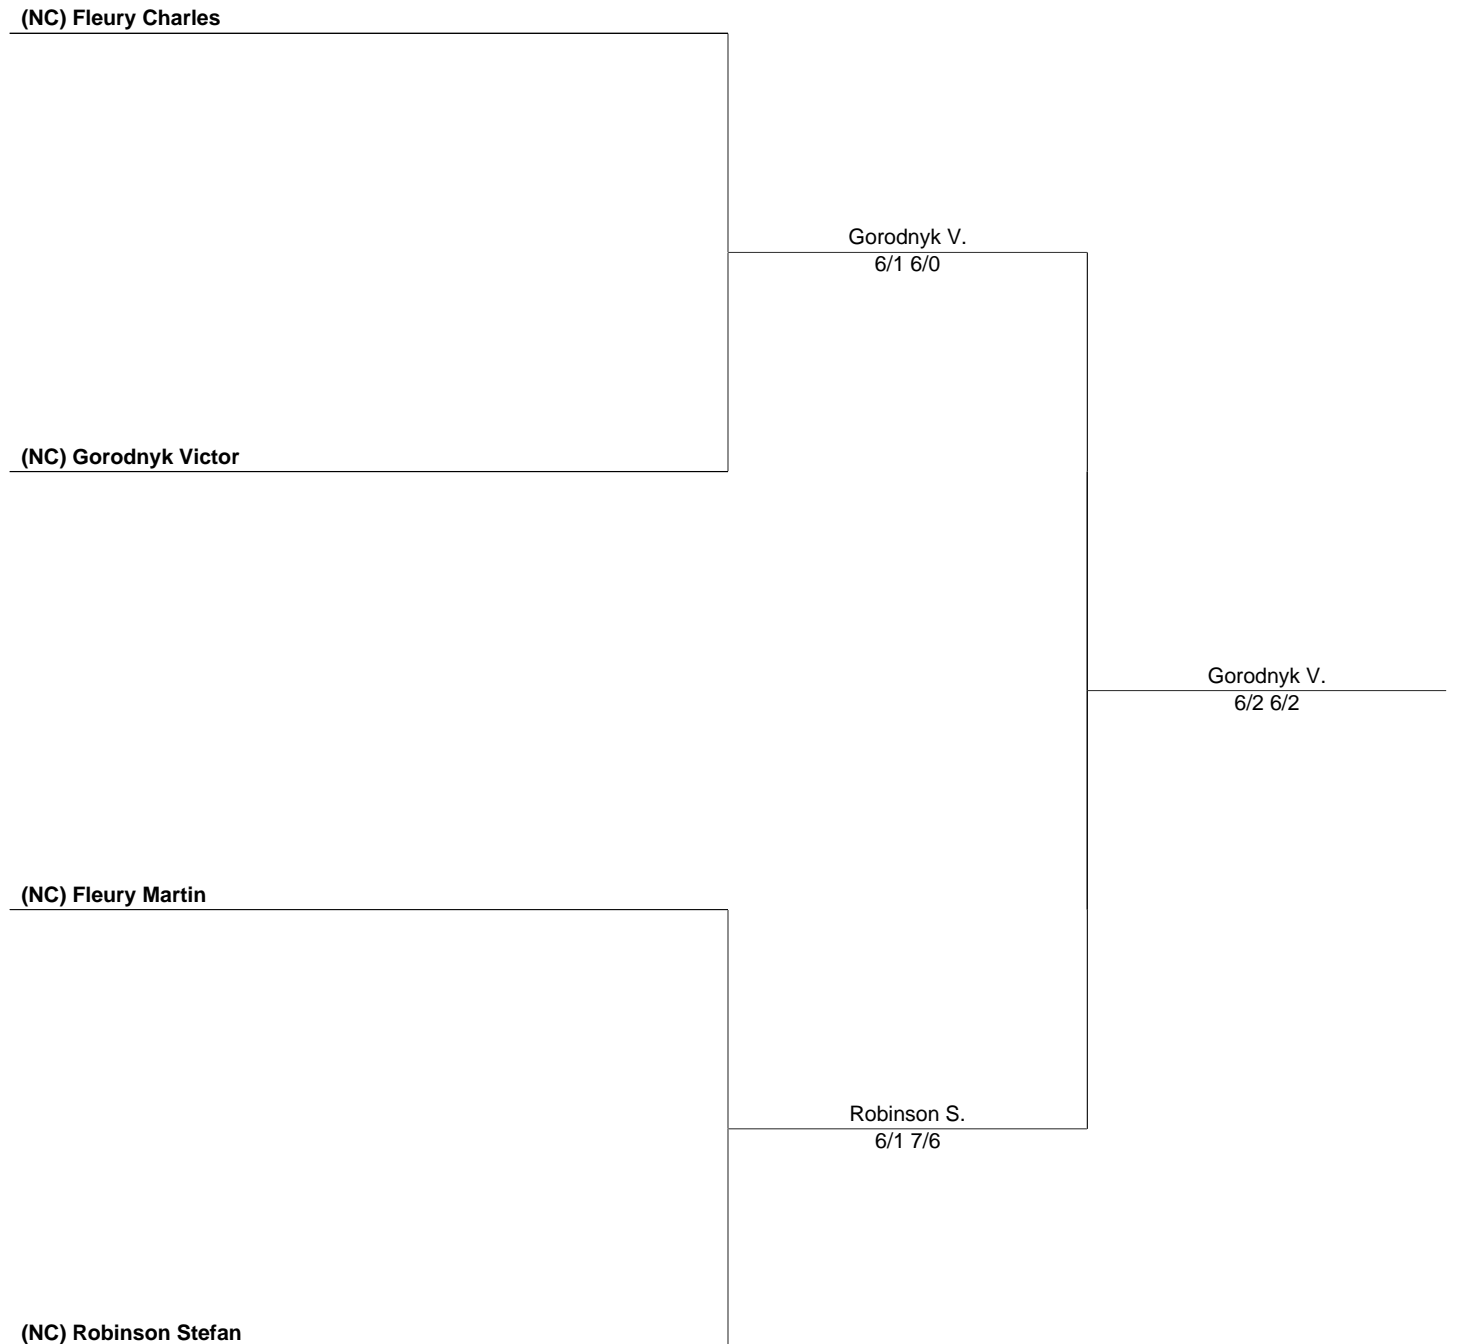 (NC) Fleury Charles
Gorodnyk V.
6/1 6/0
(NC) Gorodnyk Victor
Gorodnyk V.
6/2 6/2
(NC) Fleury Martin
Robinson S.
6/1 7/6
(NC) Robinson Stefan